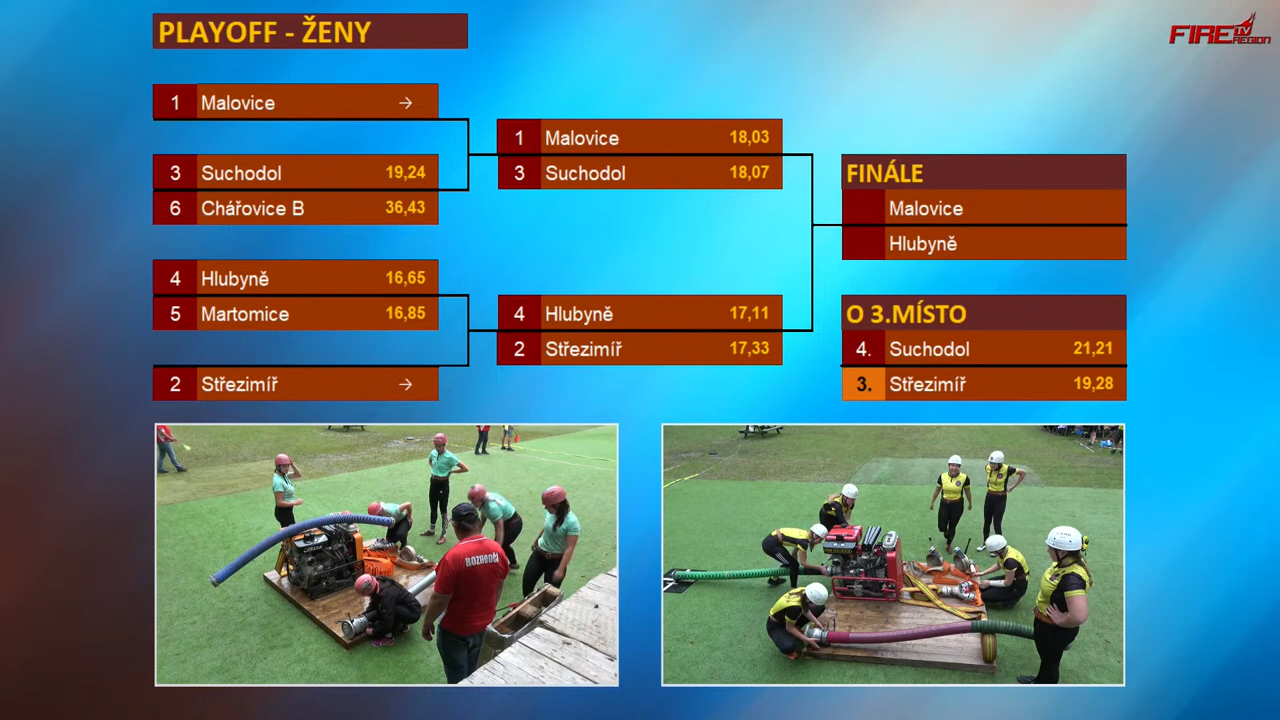 PLAYOFF - ŽENY
FIRE TV REGION
1 Malovice →
3 Suchodol 19,24
6 Chářovice B 36,43
4 Hlubyně 16,65
5 Martomice 16,85
2 Střezimíř →
1 Malovice 18,03
3 Suchodol 18,07
4 Hlubyně 17,11
2 Střezimíř 17,33
FINÁLE
Malovice
Hlubyně
O 3.MÍSTO
4. Suchodol 21,21
3. Střezimíř 19,28
ROZHODČÍ